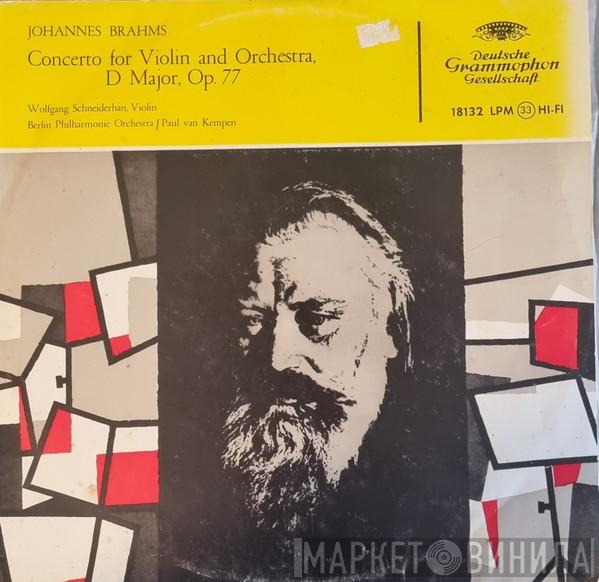 JOHANNES BRAHMS
Concerto for Violin and Orchestra,
D Major, Op. 77
Wolfgang Schneiderhan, Violin
Berlin Philharmonic Orchestra / Paul van Kempen
Deutsche
Grammophon
Gesellschaft
18132 LPM 33 HI-FI
МАРКЕТ ВИНИЛА